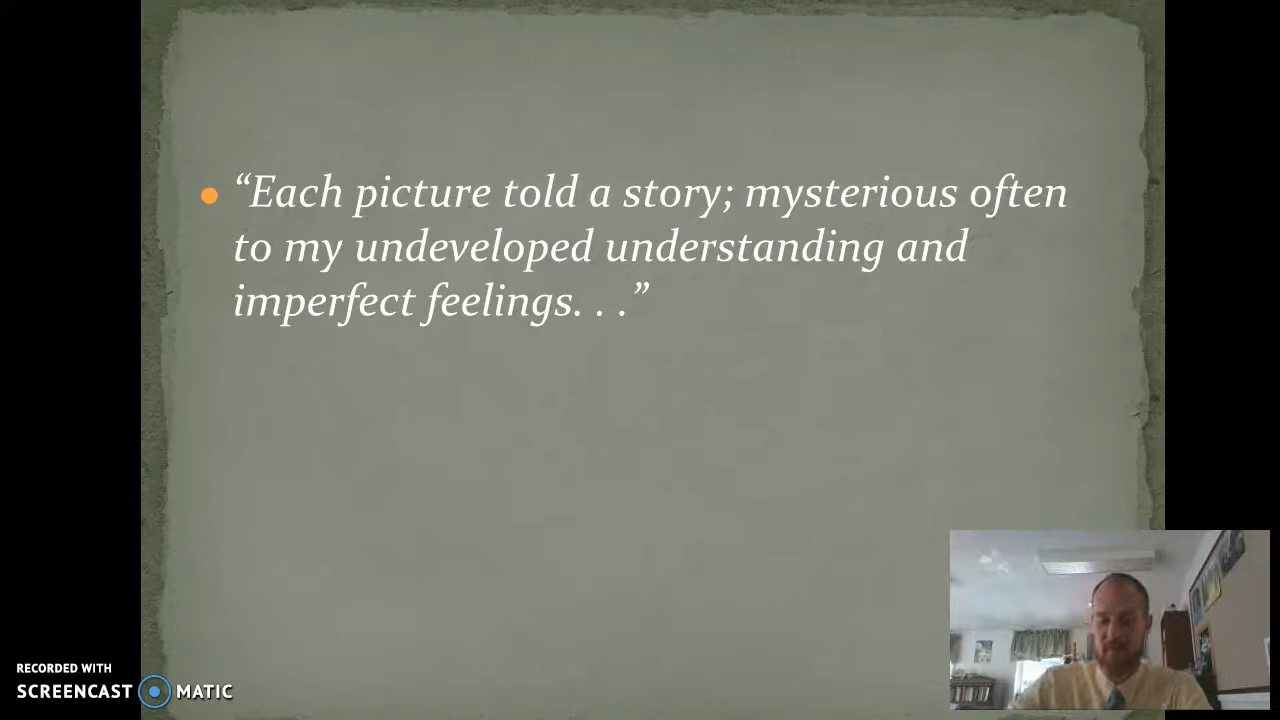 “Each picture told a story; mysterious often
to my undeveloped understanding and
imperfect feelings. . .”
RECORDED WITH
SCREENCAST MATIC